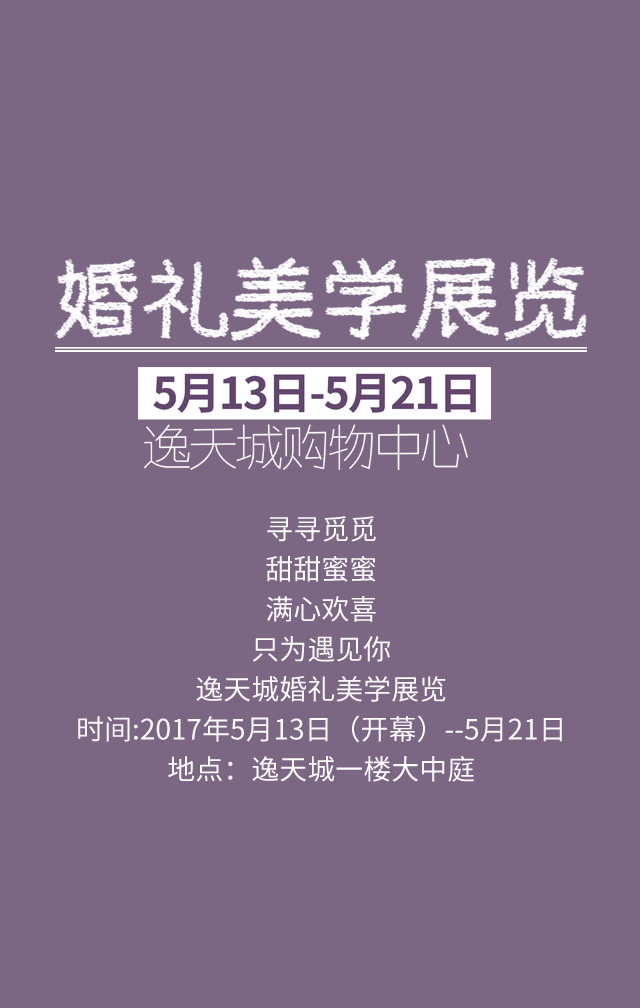 婚礼美学展览
5月13日-5月21日
逸天城购物中心
寻寻觅觅
甜甜蜜蜜
满心欢喜
只为遇见你
逸天城婚礼美学展览
时间:2017年5月13日（开幕）--5月21日
地点：逸天城一楼大中庭